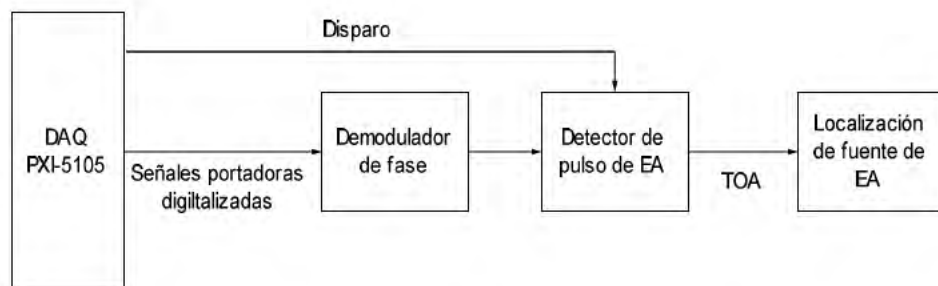 Disparo
DAQ
PXI-5105
Señales portadoras
digiltalizadas
Demodulador
de fase
Detector de
pulso de EA
TOA
Localización
de fuente de
EA